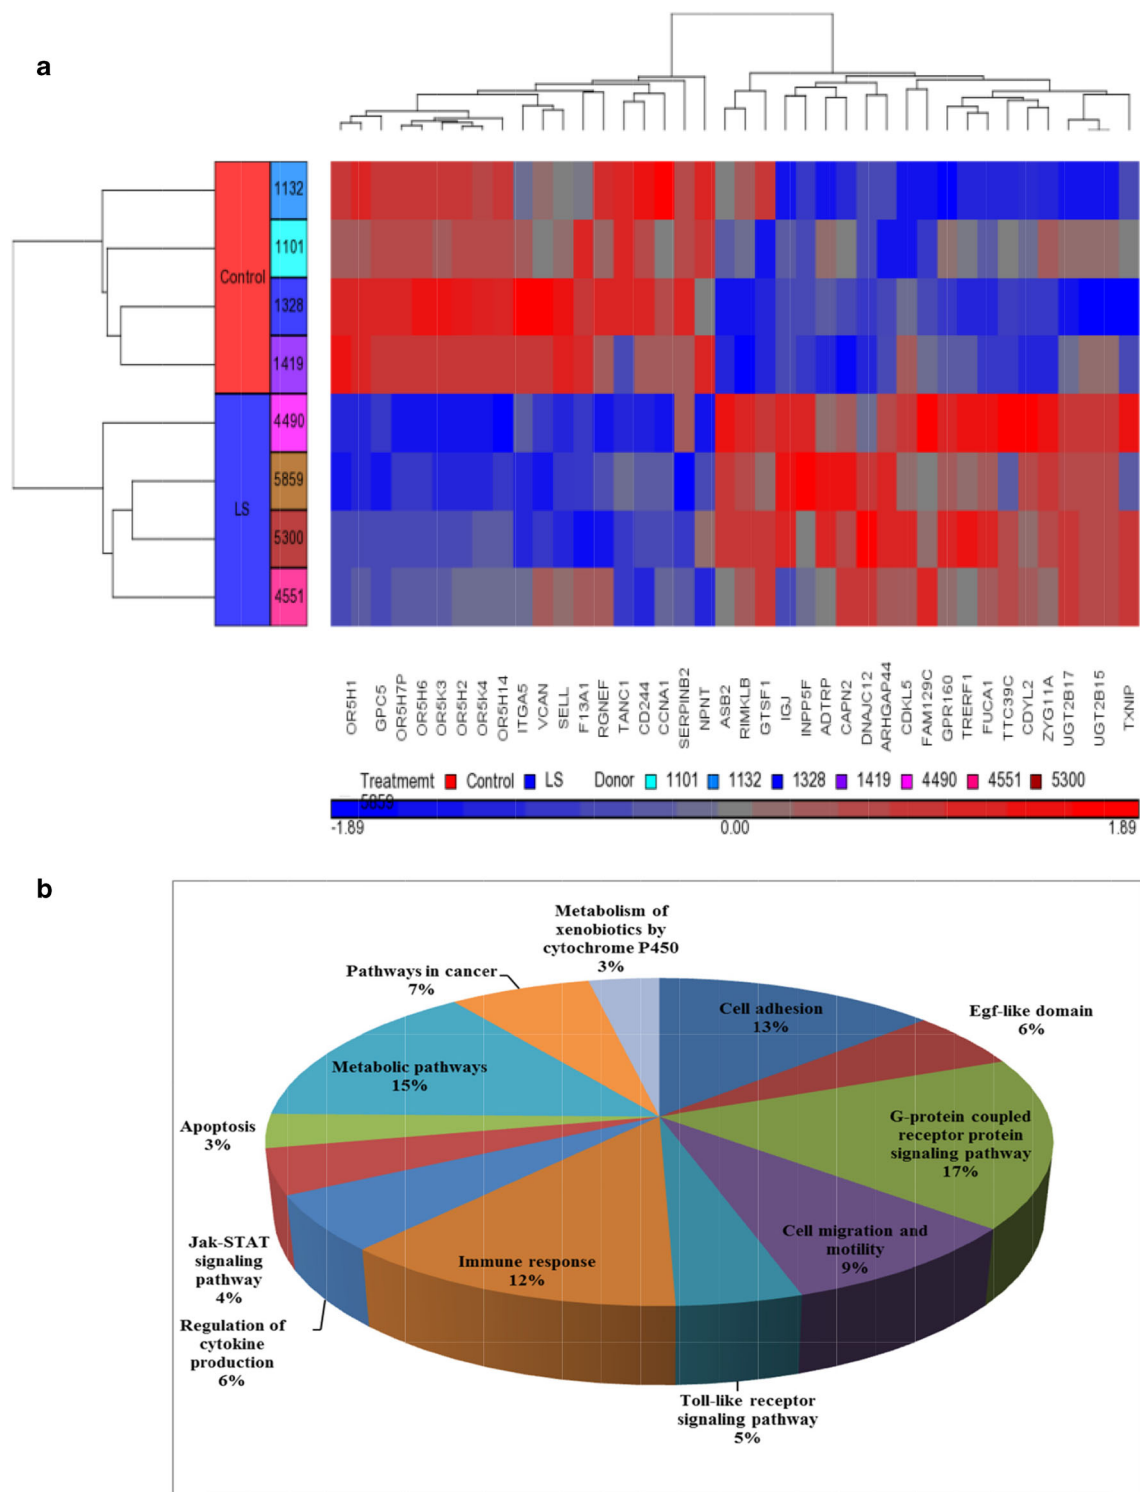 a
1132
1101
Control
1328
1419
4490
5859
LS
5300
4551
OR5H1
GPC5
OR5H7P
OR5H6
OR5K3
OR5H2
OR5K4
OR5H14
ITGA5
VCAN
SELL
F13A1
RGNEF
TANC1
CD244
CCNA1
SERPINB2
NPNT
ASB2
RIMKLB
GTSF1
IGJ
INPP5F
ADTRP
CAPN2
DNAJC12
ARHGAP44
CDKL5
FAM129C
GPR160
TRERF1
FUCA1
TTC39C
CDYL2
ZYG11A
UGT2B17
UGT2B15
TXNIP
Treatmemt Control LS Donor 1101 1132 1328 1419 4490 4551 5300
5859
-1.89 0.00 1.89
b
Metabolism of
xenobiotics by
cytochrome P450
3%
Pathways in cancer
7%
Cell adhesion
13%
Egf-like domain
6%
Metabolic pathways
15%
G-protein coupled
receptor protein
signaling pathway
17%
Apoptosis
3%
Cell migration and
motility
9%
Jak-STAT
signaling
pathway
4%
Immune response
12%
Regulation of
cytokine
production
6%
Toll-like receptor
signaling pathway
5%